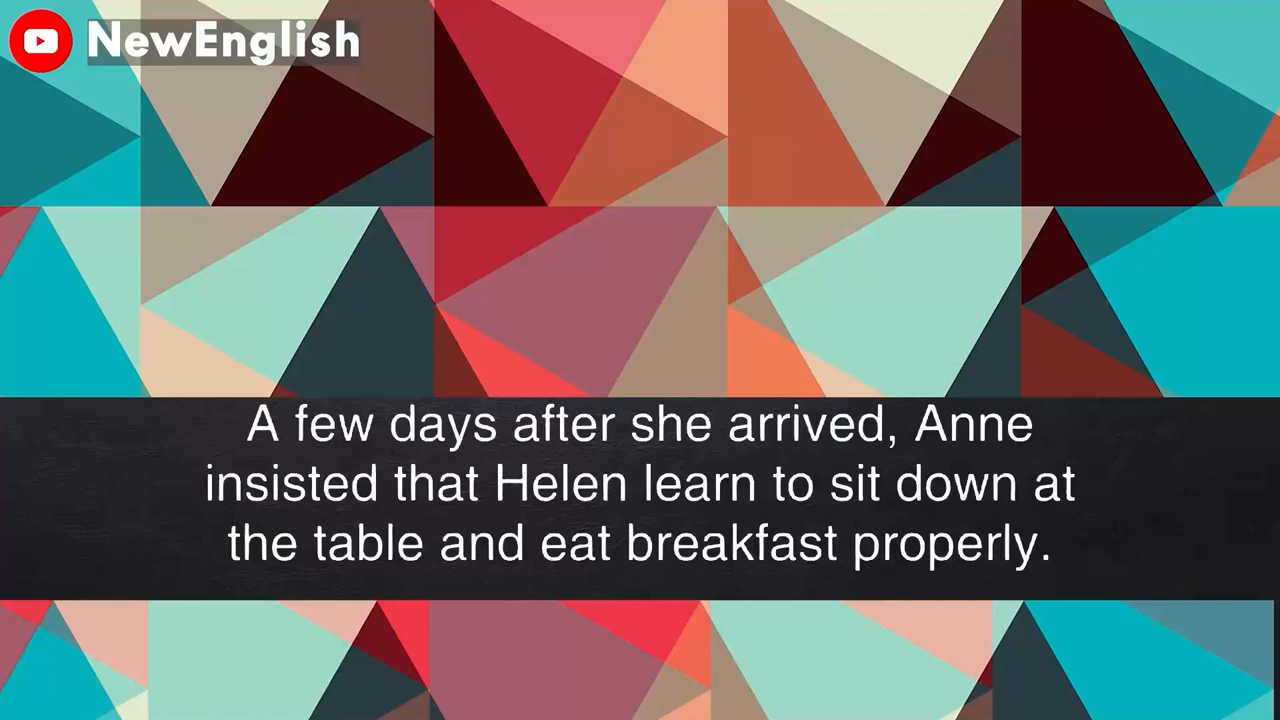 NewEnglish
A few days after she arrived, Anne
insisted that Helen learn to sit down at
the table and eat breakfast properly.